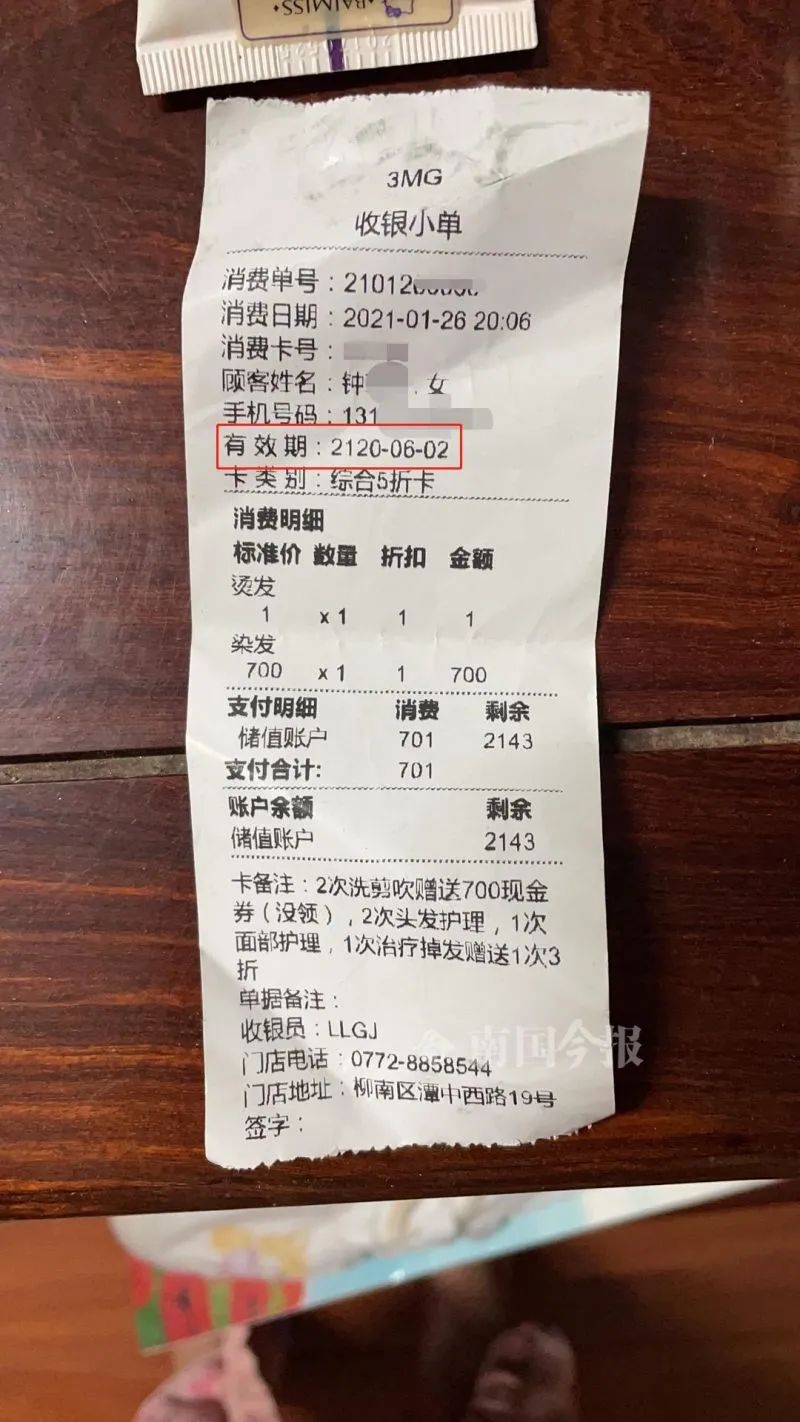 BAIMISS
3MG
收银小单
消费单号：21012
消费日期：2021-01-26 20:06
消费卡号：
顾客姓名：钟 女
手机号码：131
有 效 期：2120-06-02
卡 类 别：综合5折卡
消费明细
标准价 数量 折扣 金额
烫发
1 x1 1 1
染发
700 x1 1 700
支付明细 消费 剩余
储值账户 701 2143
支付合计: 701
账户余额 剩余
储值账户 2143
卡备注：2次洗剪吹赠送700现金
券（没领），2次头发护理，1次
面部护理，1次治疗掉发赠送1次3
折
单据备注：
收银员：LLGJ
南国今报
门店电话：0772-8858544
门店地址：柳南区潭中西路19号
签字：